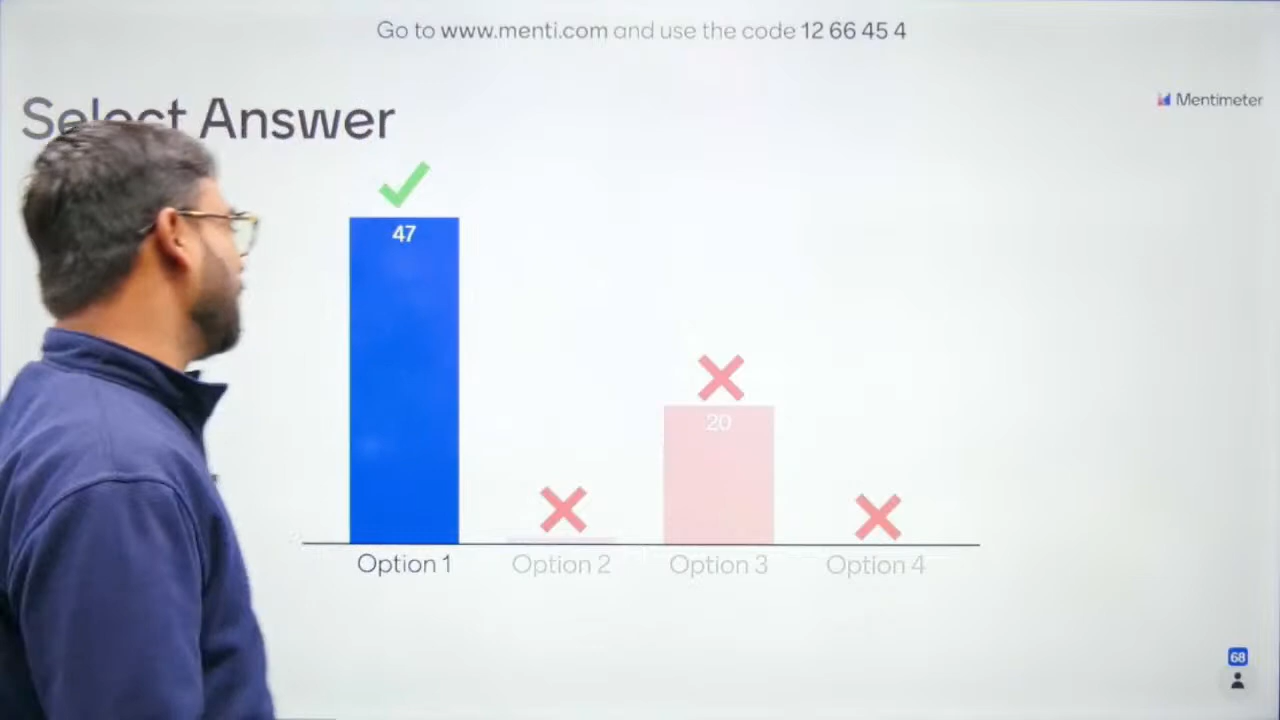 Go to www.menti.com and use the code 12 66 45 4
Select Answer
Mentimeter
47
20
Option 1
Option 2
Option 3
Option 4
68